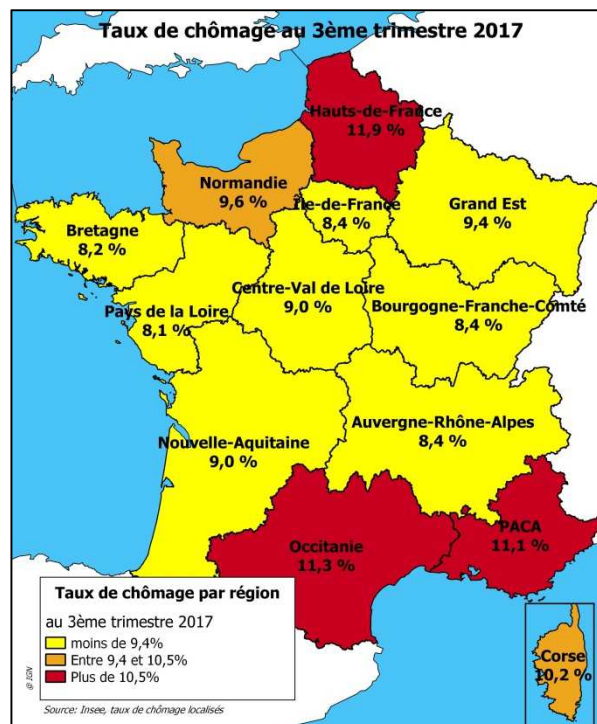 Taux de chômage au 3ème trimestre 2017
Hauts-de-France
11,9 %
Normandie
9,6 %
Île-de-France
8,4 %
Grand Est
9,4 %
Bretagne
8,2 %
Centre-Val de Loire
9,0 %
Pays de la Loire
8,1 %
Bourgogne-Franche-Comté
8,4 %
Auvergne-Rhône-Alpes
8,4 %
Nouvelle-Aquitaine
9,0 %
PACA
11,1 %
Occitanie
11,3 %
Corse
10,2 %
Taux de chômage par région
au 3ème trimestre 2017
moins de 9,4%
Entre 9,4 et 10,5%
Plus de 10,5%
@ IGN
Source: Insee, taux de chômage localisés